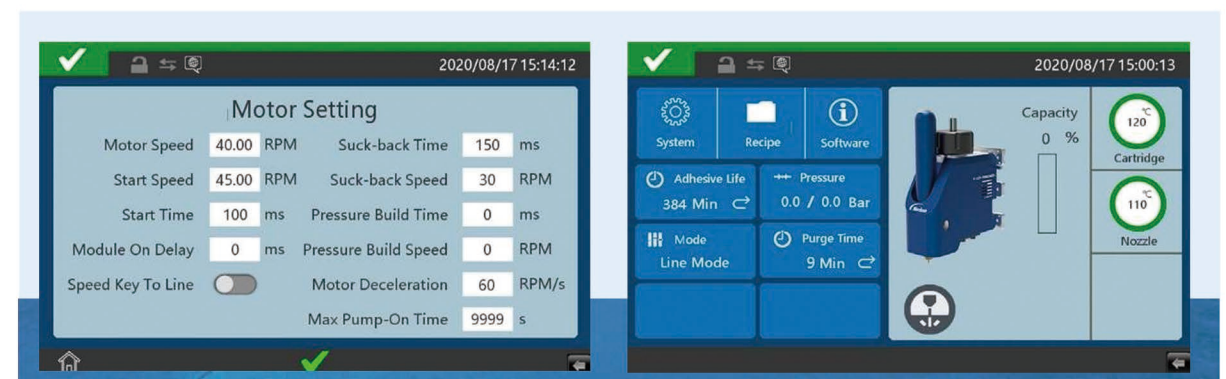 2020/08/17 15:14:12
Motor Setting
Motor Speed 40.00 RPM Suck-back Time 150 ms
Start Speed 45.00 RPM Suck-back Speed 30 RPM
Start Time 100 ms Pressure Build Time 0 ms
Module On Delay 0 ms Pressure Build Speed 0 RPM
Speed Key To Line Motor Deceleration 60 RPM/s
Max Pump-On Time 9999 s
2020/08/17 15:00:13
System Recipe Software
Adhesive Life Pressure
384 Min 0.0 / 0.0 Bar
Mode Purge Time
Line Mode 9 Min
Capacity
0 %
°C
120
Cartridge
°C
110
Nozzle